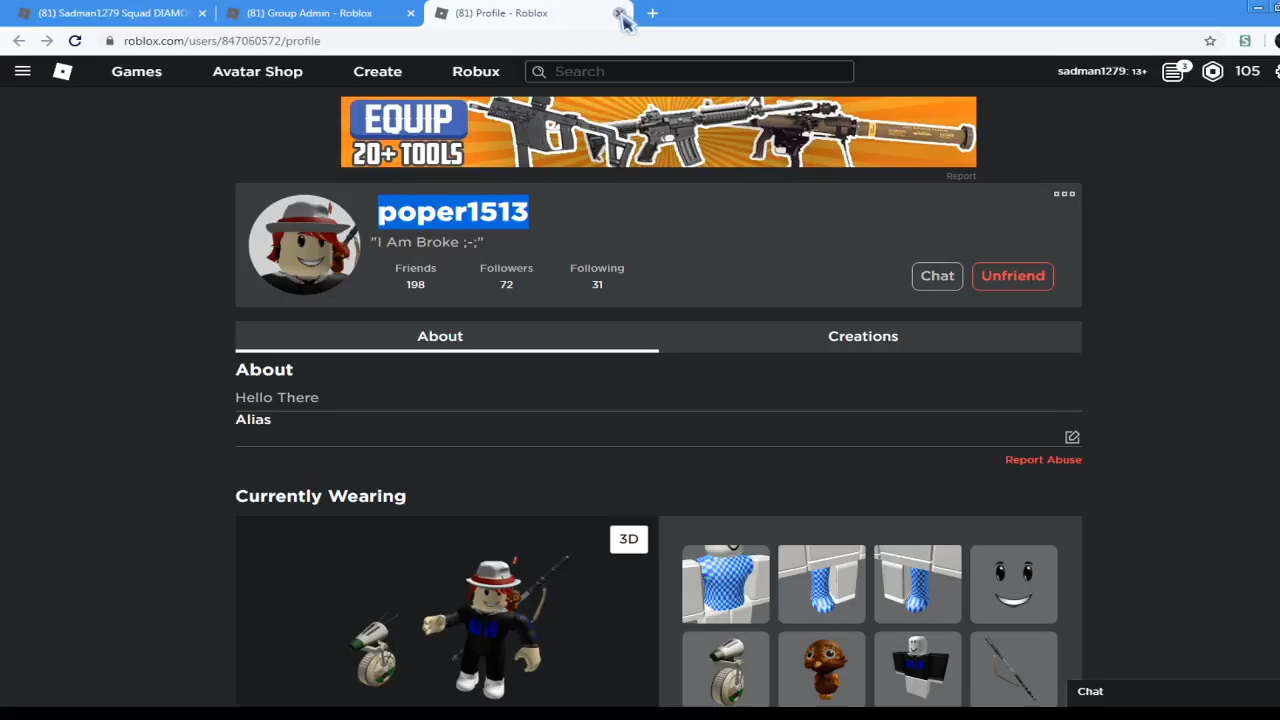 (81) Sadman1279 Squad DIAMO
(81) Group Admin - Roblox
(81) Profile - Roblox
roblox.com/users/847060572/profile
Games
Avatar Shop
Create
Robux
Search
sadman1279: 13+
3
105
EQUIP
20+ TOOLS
Report
poper1513
"I Am Broke ;-;"
Friends
Followers
Following
198
72
31
Chat
Unfriend
About
Creations
About
Hello There
Alias
Report Abuse
Currently Wearing
3D
Chat